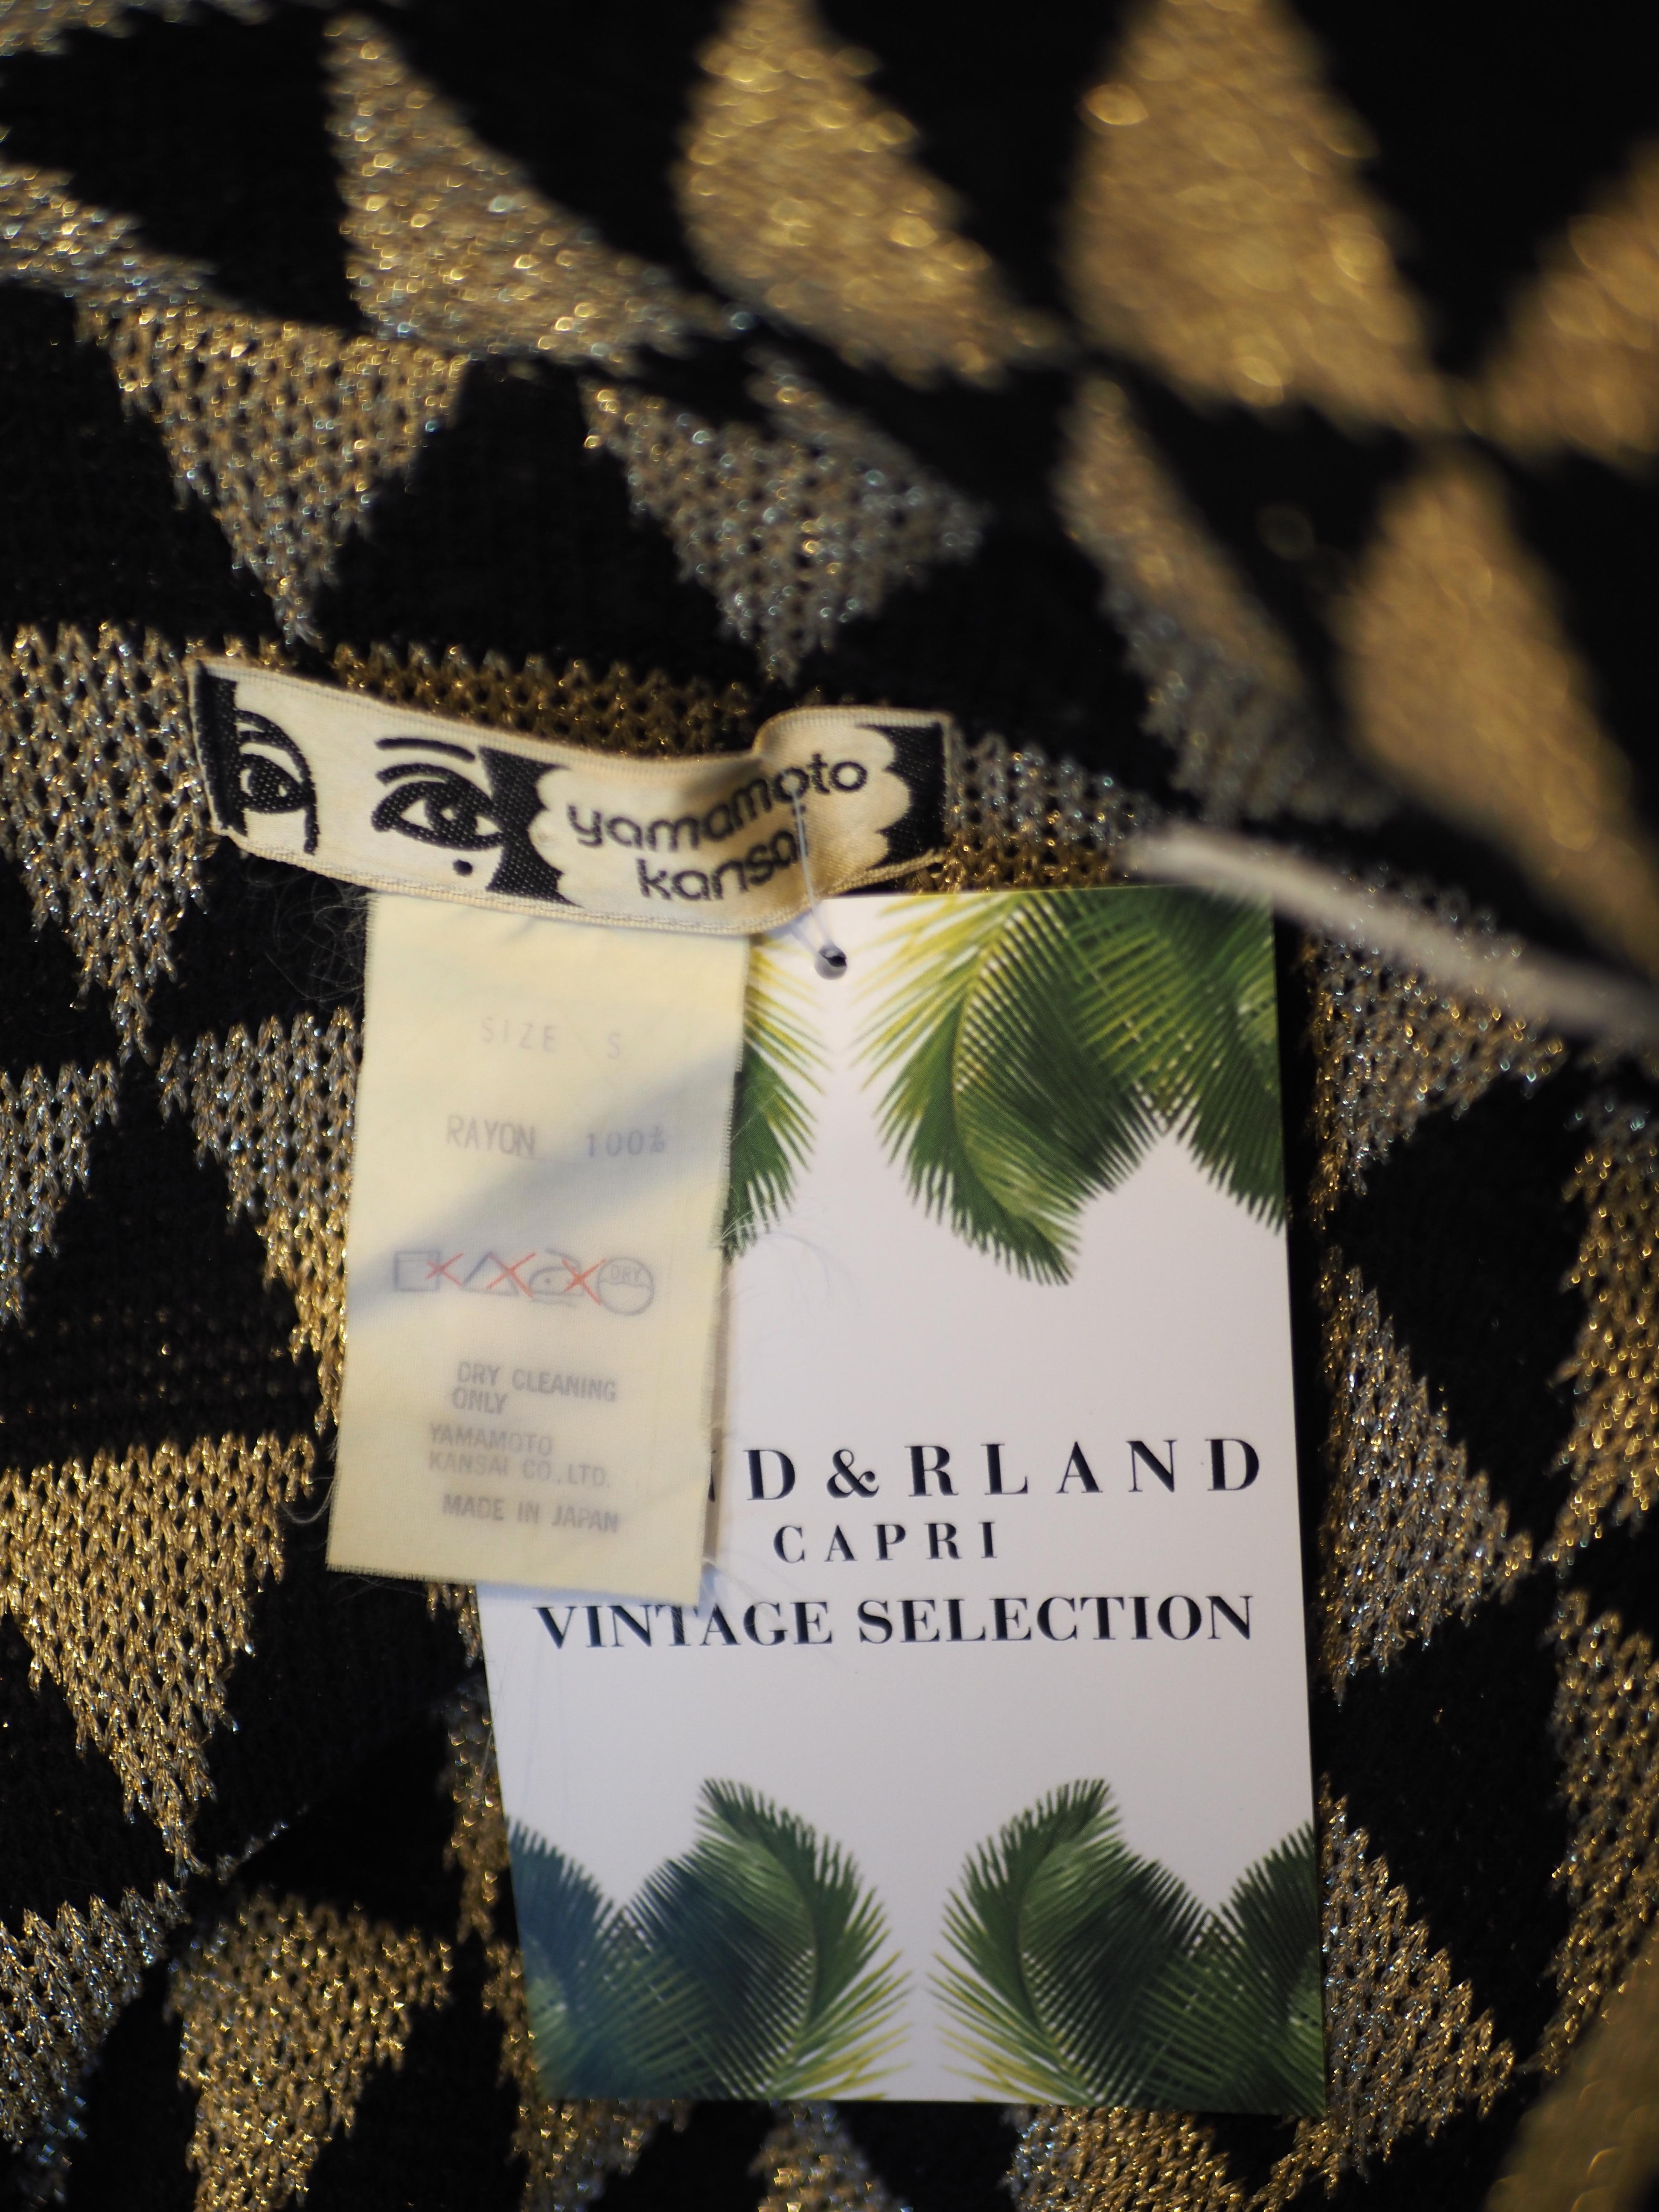 yamamoto
kansai
SIZE S
RAYON 100%
DRY
DRY CLEANING
ONLY
YAMAMOTO
KANSAI CO.,LTD.
MADE IN JAPAN
D&RLAND
CAPRI
VINTAGE SELECTION